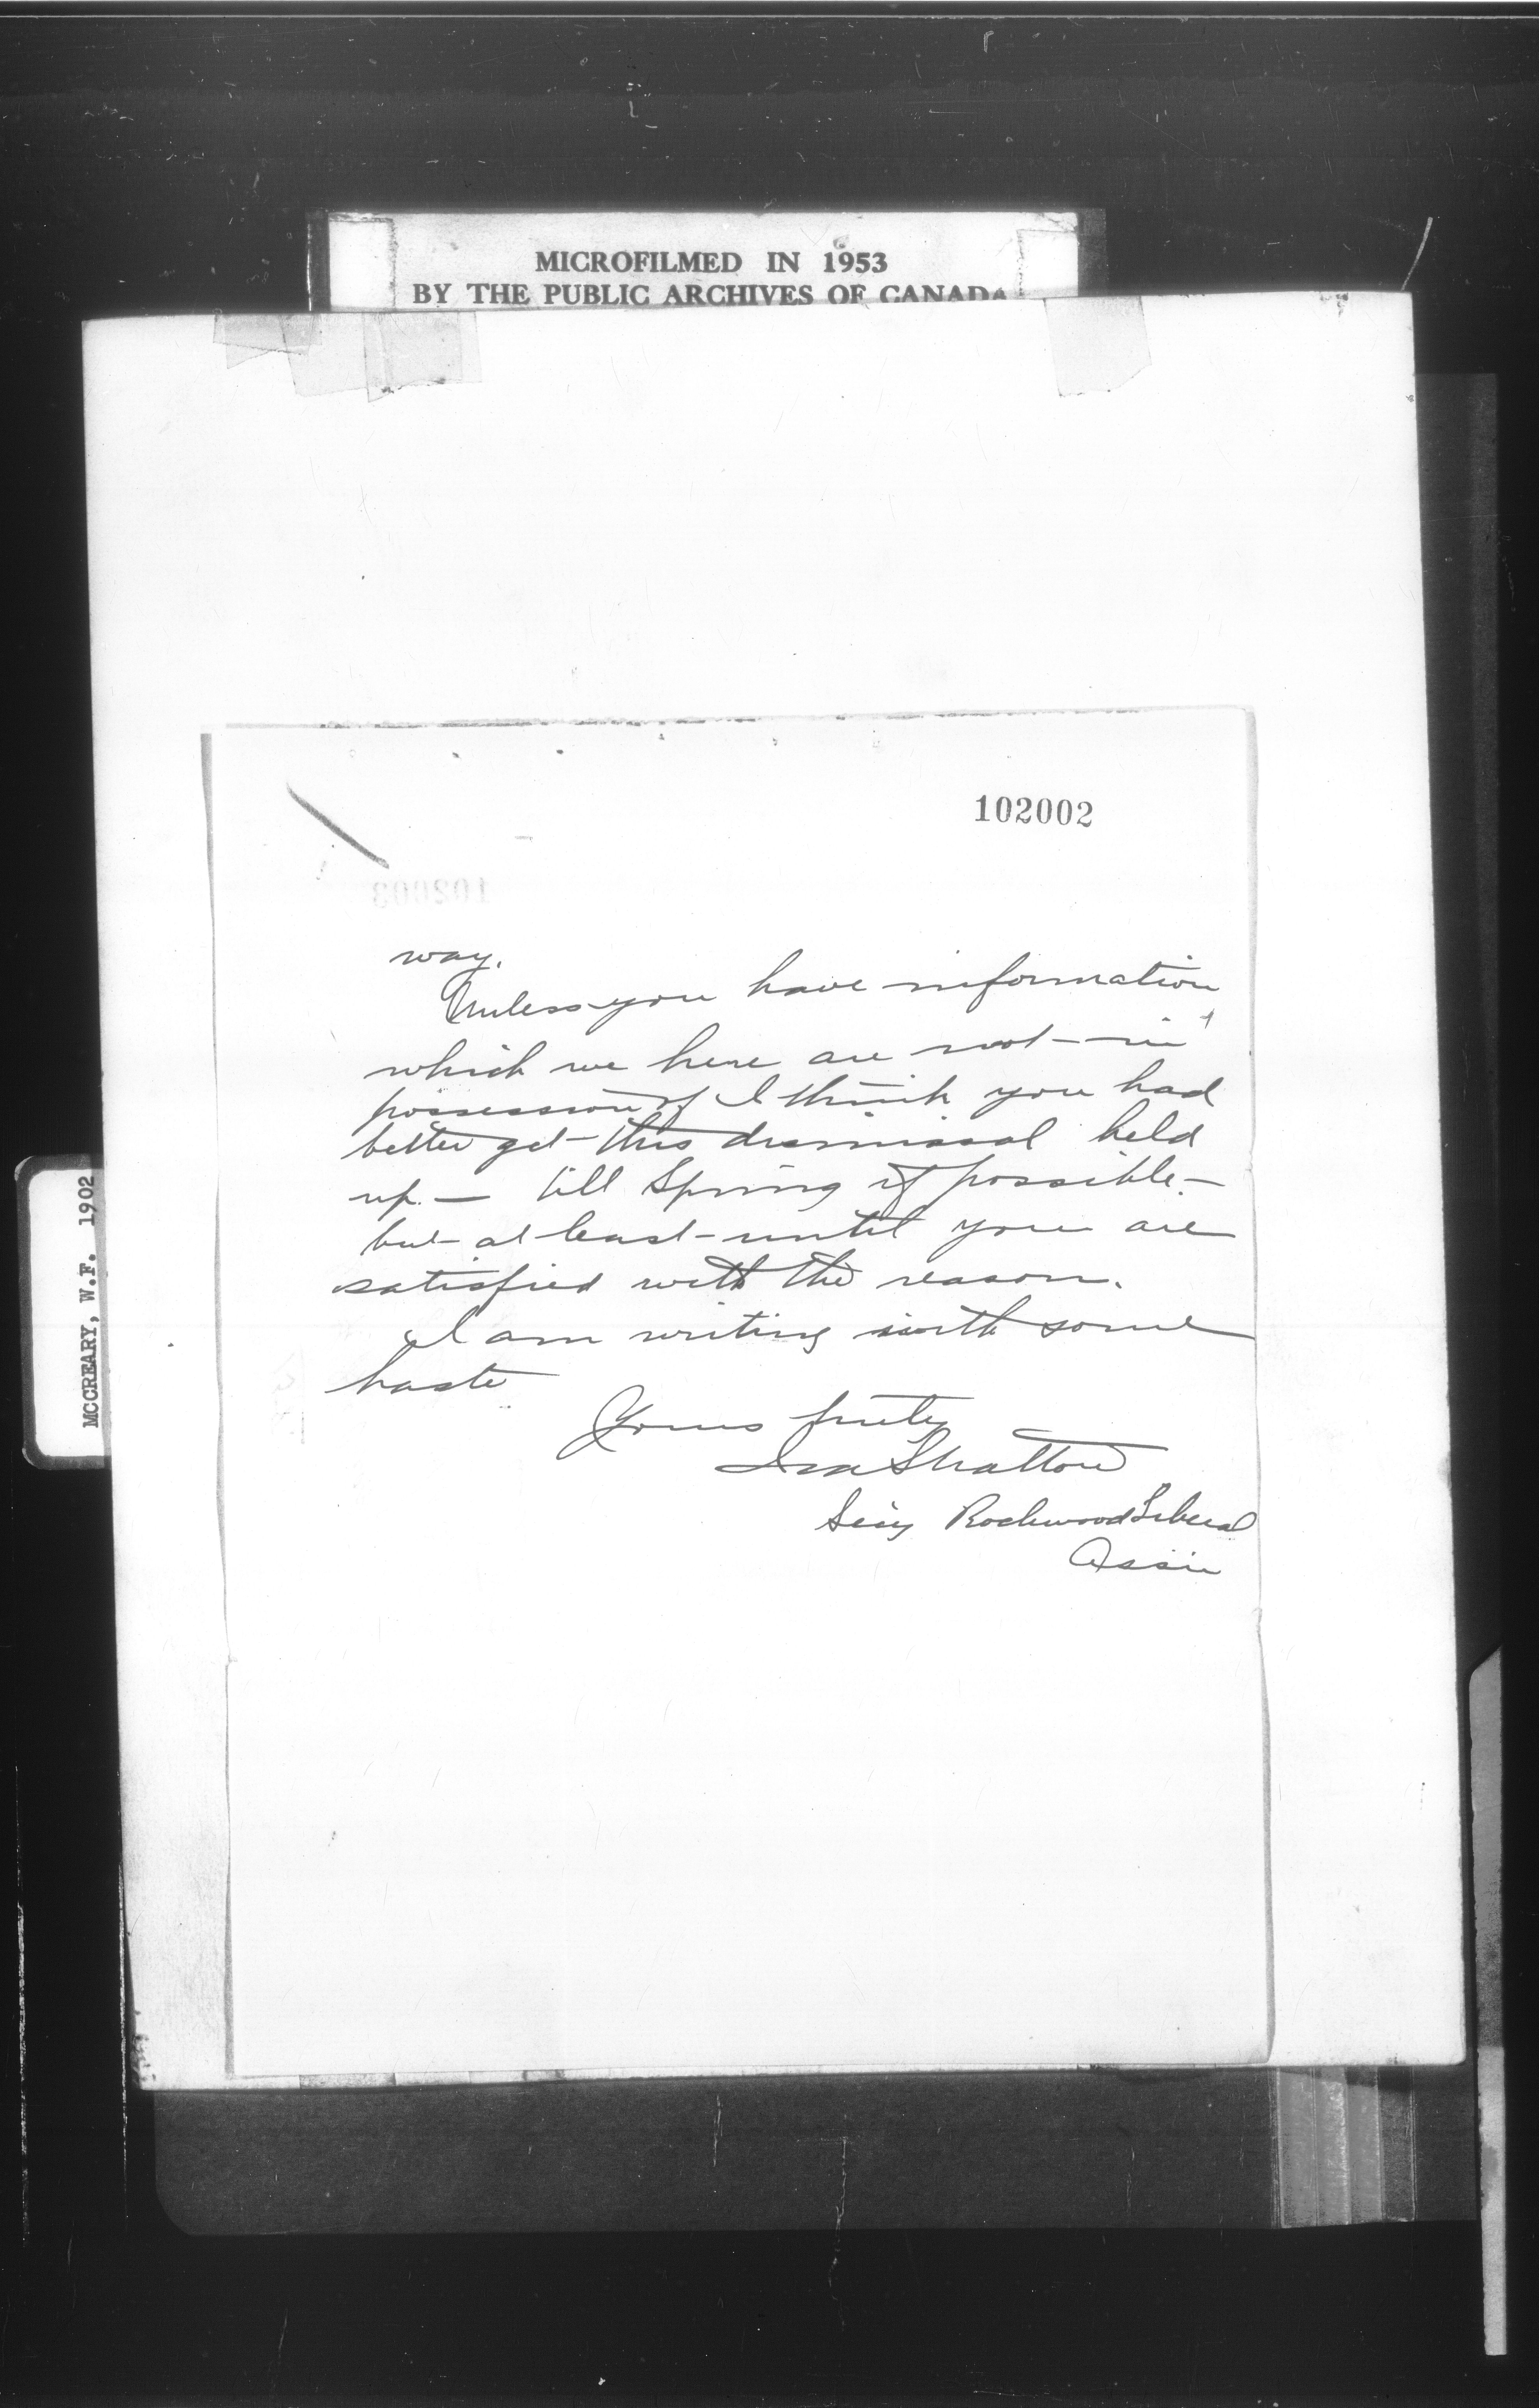 MICROFILMED IN 1953
BY THE PUBLIC ARCHIVES OF CANADA
102002
102003
MCCREARY, W.F. 1902
way.
Unless you have information
which we here are not in
possession of I think you had
better get this dismissal held
up — till Spring if possible —
but at least until you are
satisfied with the reason.
I am writing with some
haste
Yours truly
Ira Stratton
Secy Rockwood Liberal
Assn